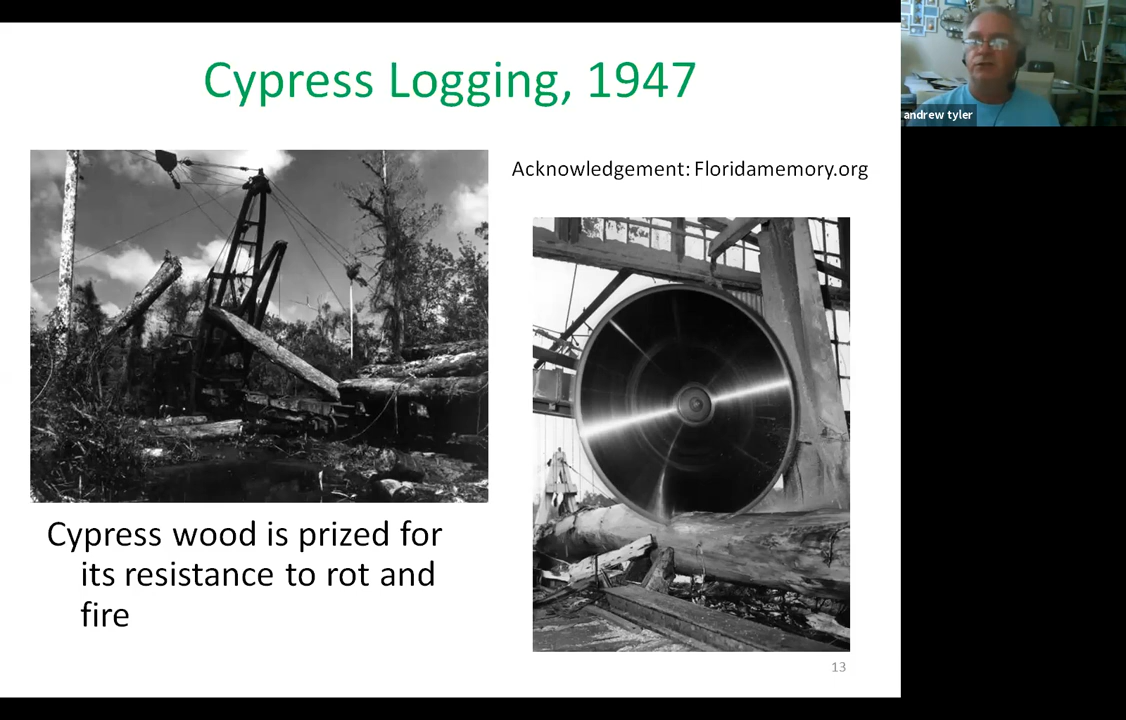 Cypress Logging, 1947
Acknowledgement: Floridamemory.org
Cypress wood is prized for
its resistance to rot and
fire
13
andrew tyler